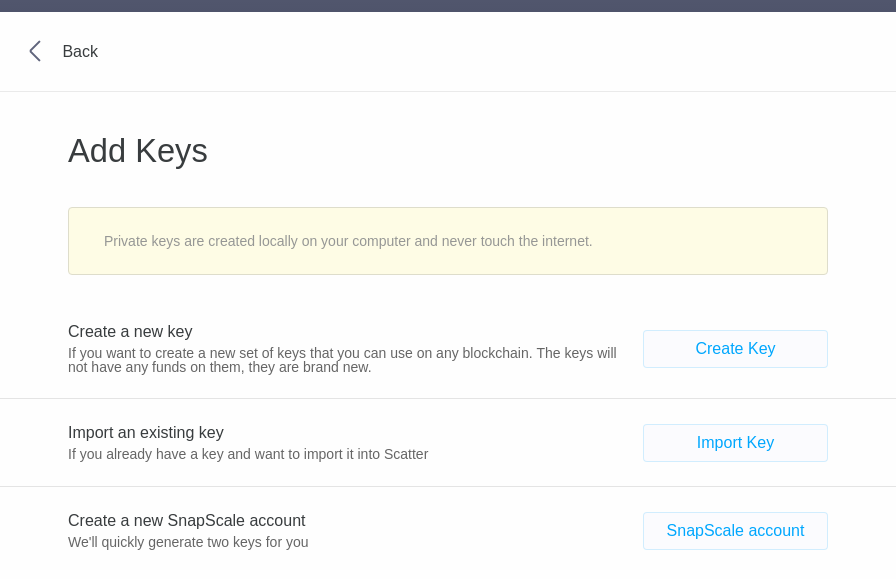 Back
Add Keys
Private keys are created locally on your computer and never touch the internet.
Create a new key
If you want to create a new set of keys that you can use on any blockchain. The keys will
not have any funds on them, they are brand new.
Create Key
Import an existing key
If you already have a key and want to import it into Scatter
Import Key
Create a new SnapScale account
We'll quickly generate two keys for you
SnapScale account